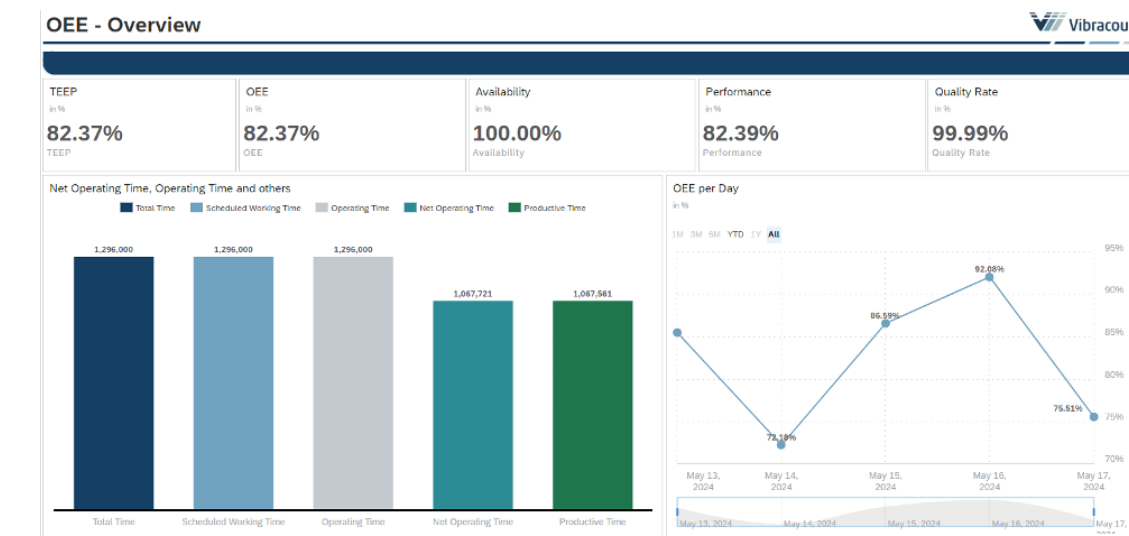 OEE - Overview
Vibracou
TEEP
in %
82.37%
TEEP
OEE
in %
82.37%
OEE
Availability
in %
100.00%
Availability
Performance
in %
82.39%
Performance
Quality Rate
in %
99.99%
Quality Rate
Net Operating Time, Operating Time and others
Total Time Scheduled Working Time Operating Time Net Operating Time Productive Time
1,296,000 1,296,000 1,296,000
1,067,721 1,067,561
Total Time Scheduled Working Time Operating Time Net Operating Time Productive Time
OEE per Day
in %
1M 3M 6M YTD 1Y All
95%
92.08%
90%
86.59%
85%
80%
75.51%
75%
72.18%
70%
May 13, May 14, May 15, May 16, May 17,
2024 2024 2024 2024 2024
May 13, 2024 May 14, 2024 May 15, 2024 May 16, 2024 May 17,
2024